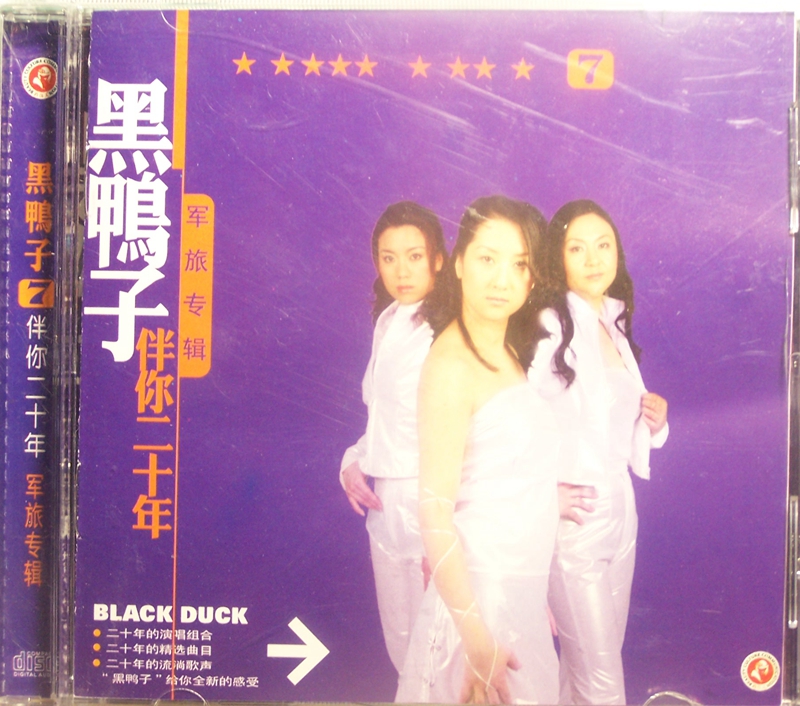 黑鴨子
7
伴你二十年
军旅专辑
7
黑鴨子
伴你二十年
军旅专辑
BLACK DUCK
二十年的演唱组合
二十年的精选曲目
二十年的流淌歌声
“黑鸭子”给你全新的感受